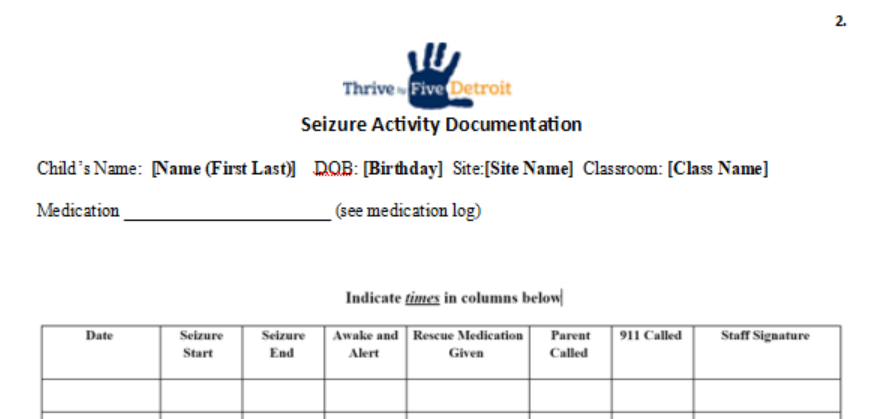 2.
Thrive by Five Detroit
Seizure Activity Documentation
Child's Name: [Name (First Last)] DOB: [Birthday] Site:[Site Name] Classroom: [Class Name]
Medication ______________________ (see medication log)
Indicate times in columns below
Date Seizure Start Seizure End Awake and Alert Rescue Medication Given Parent Called 911 Called Staff Signature